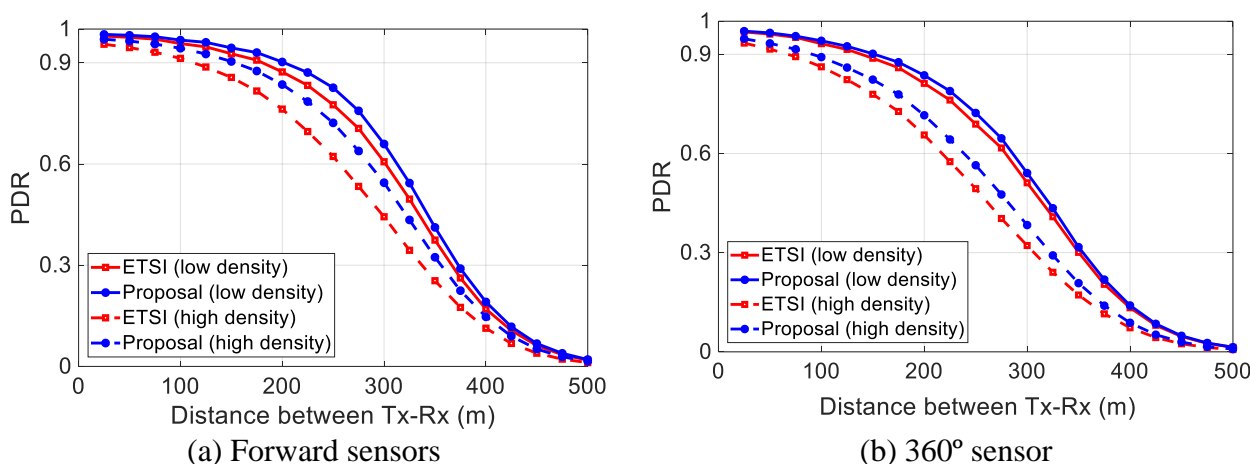 1
0.9
0.6
0.3
0
PDR
ETSI (low density)
Proposal (low density)
ETSI (high density)
Proposal (high density)
0 100 200 300 400 500
Distance between Tx-Rx (m)
(a) Forward sensors
1
0.9
0.6
0.3
0
PDR
ETSI (low density)
Proposal (low density)
ETSI (high density)
Proposal (high density)
0 100 200 300 400 500
Distance between Tx-Rx (m)
(b) 360º sensor